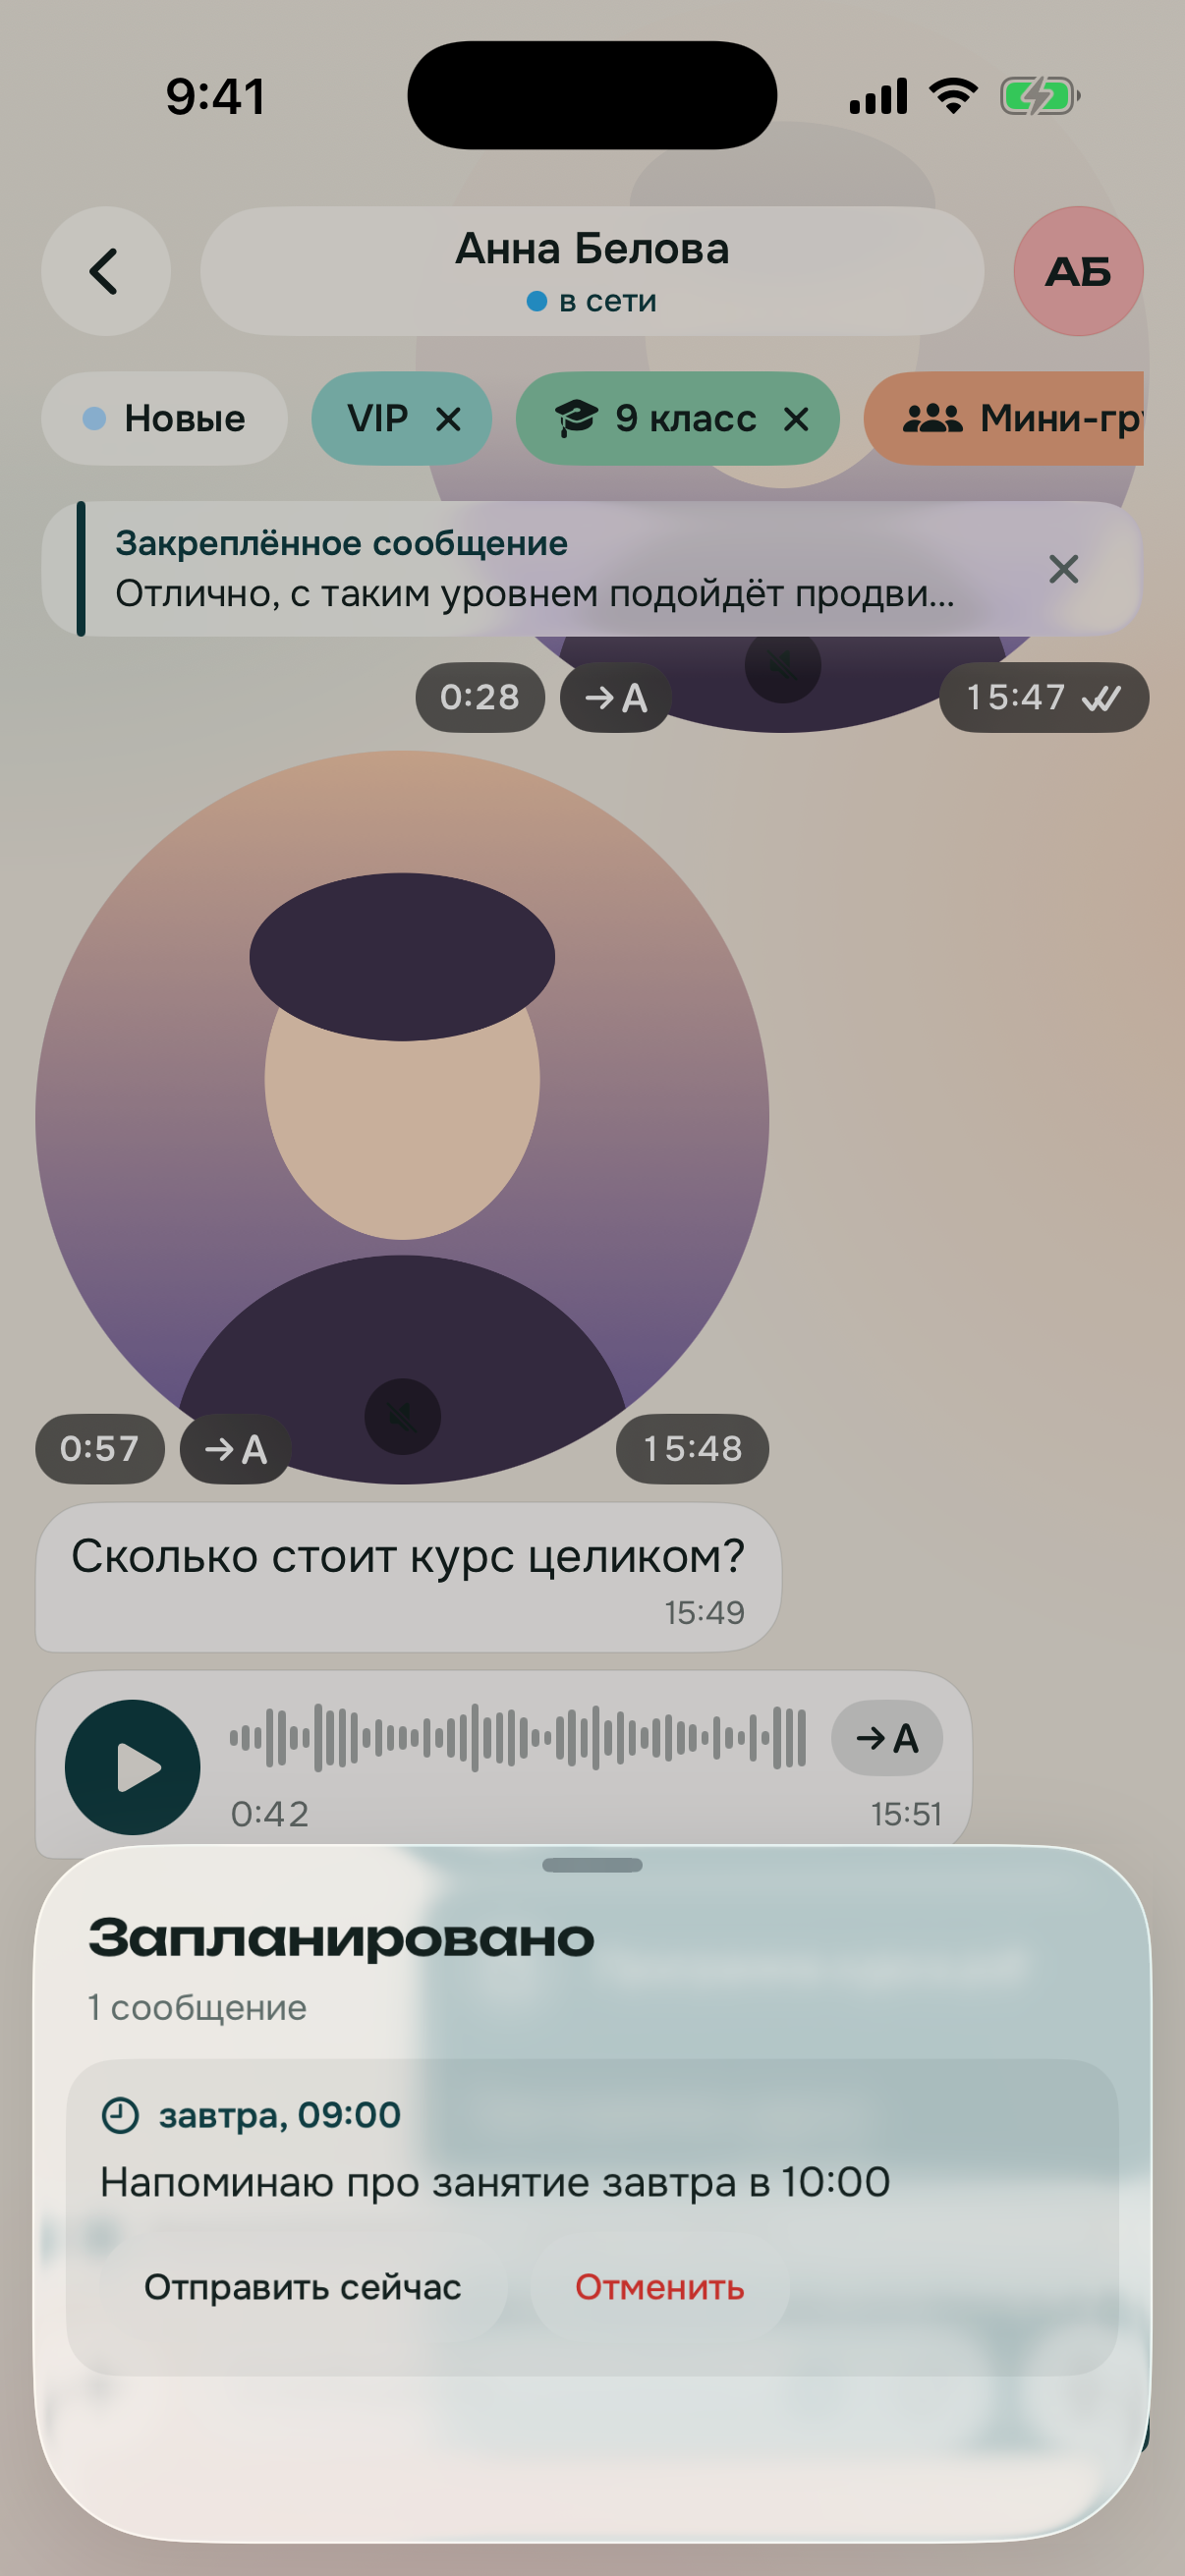 9:41
Анна Белова
в сети
АБ
Новые
VIP
9 класс
Мини-гру
Закреплённое сообщение
Отлично, с таким уровнем подойдёт продви...
0:28
→A
15:47
0:57
→A
15:48
Сколько стоит курс целиком?
15:49
→A
0:42
15:51
Запланировано
1 сообщение
завтра, 09:00
Напоминаю про занятие завтра в 10:00
Отправить сейчас
Отменить